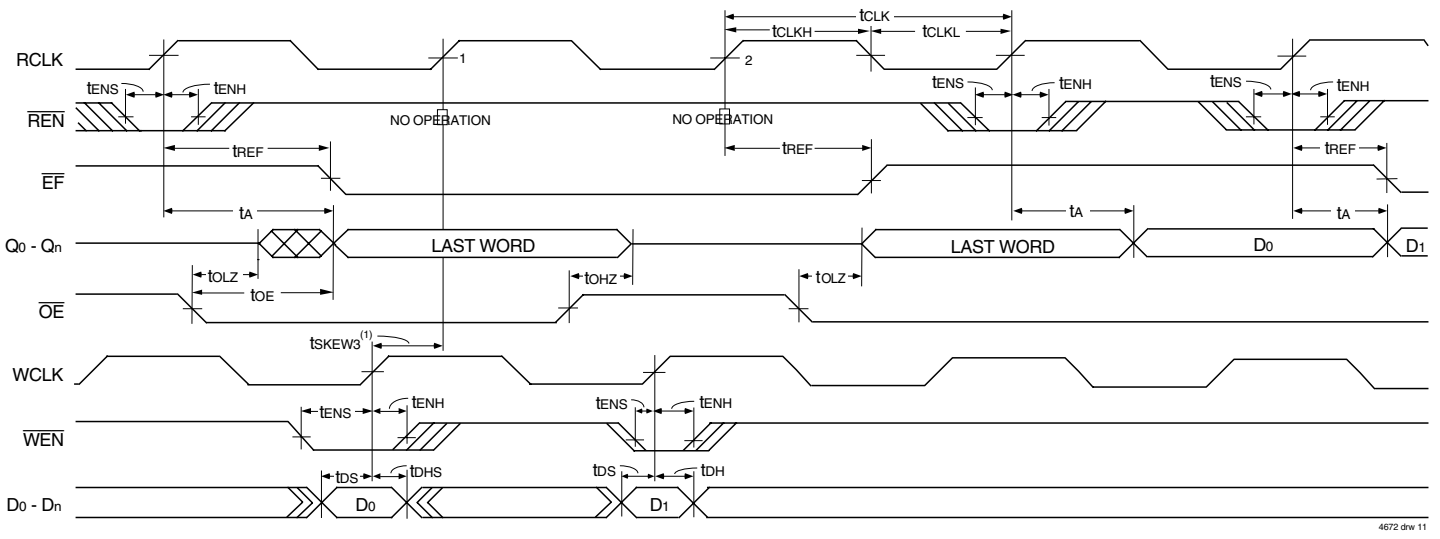 tCLK
tCLKH tCLKL
RCLK 1 2
tENS tENH tENS tENH tENS tENH
REN NO OPERATION NO OPERATION
tREF tREF tREF
EF
tA tA tA
Q0 - Qn LAST WORD LAST WORD D0 D1
tOLZ tOHZ tOLZ
tOE
OE
tSKEW3(1)
WCLK
tENS tENH tENS tENH
WEN
tDS tDHS tDS tDH
D0 - Dn D0 D1
4672 drw 11